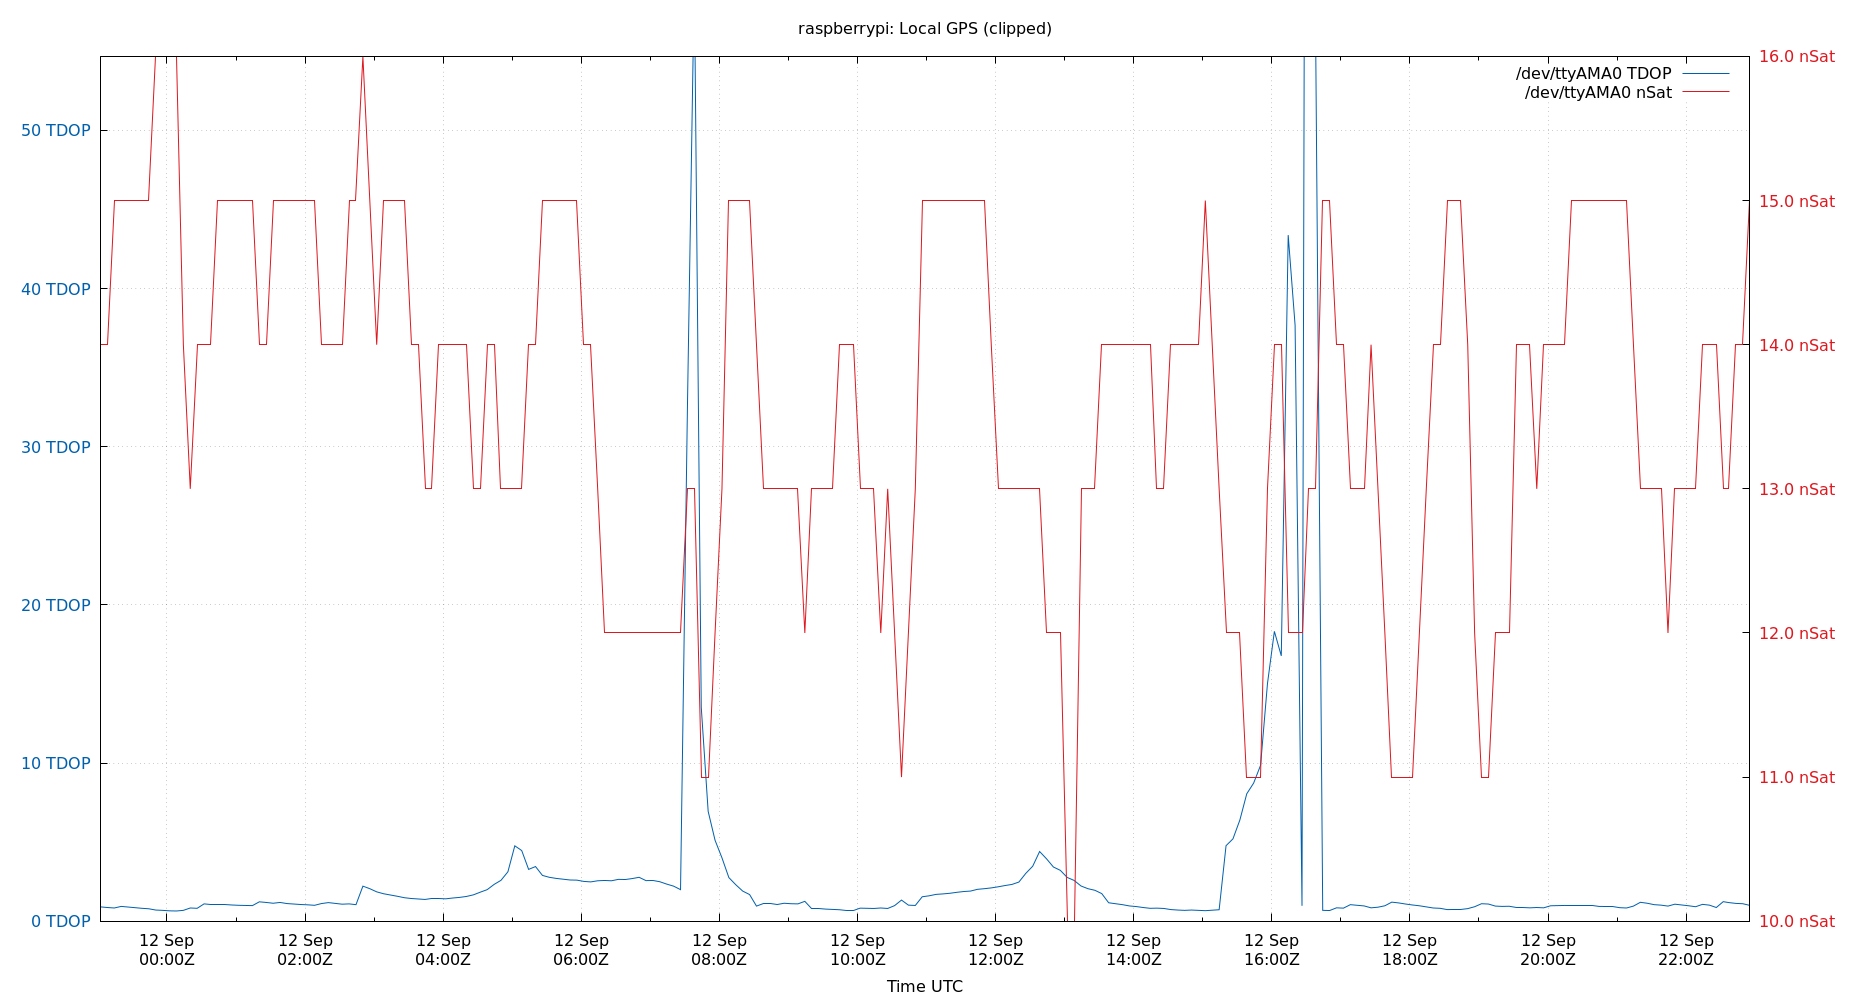 raspberrypi: Local GPS (clipped)
/dev/ttyAMA0 TDOP
/dev/ttyAMA0 nSat
50 TDOP
40 TDOP
30 TDOP
20 TDOP
10 TDOP
0 TDOP
16.0 nSat
15.0 nSat
14.0 nSat
13.0 nSat
12.0 nSat
11.0 nSat
10.0 nSat
12 Sep
00:00Z
12 Sep
02:00Z
12 Sep
04:00Z
12 Sep
06:00Z
12 Sep
08:00Z
12 Sep
10:00Z
12 Sep
12:00Z
12 Sep
14:00Z
12 Sep
16:00Z
12 Sep
18:00Z
12 Sep
20:00Z
12 Sep
22:00Z
Time UTC